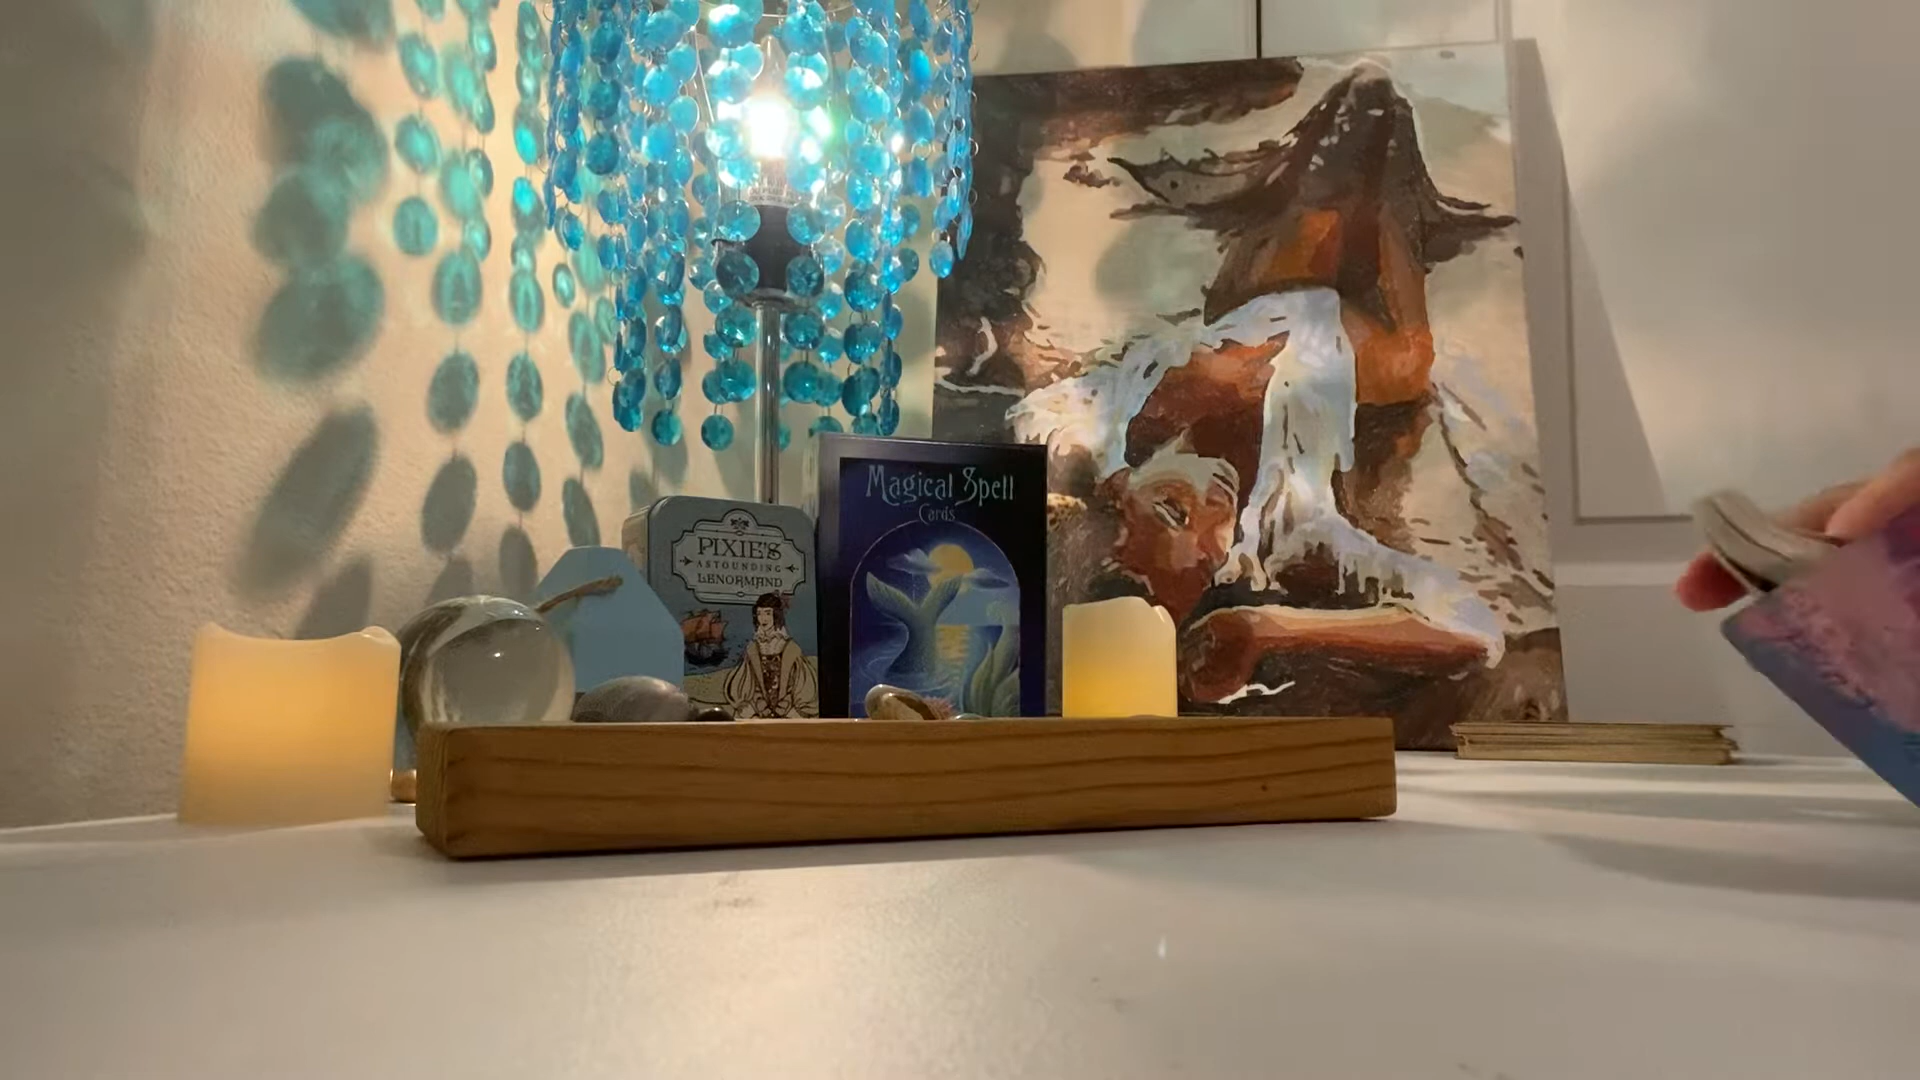 PIXIE'S
ASTOUNDING
LENORMAND
Magical Spell
Cards